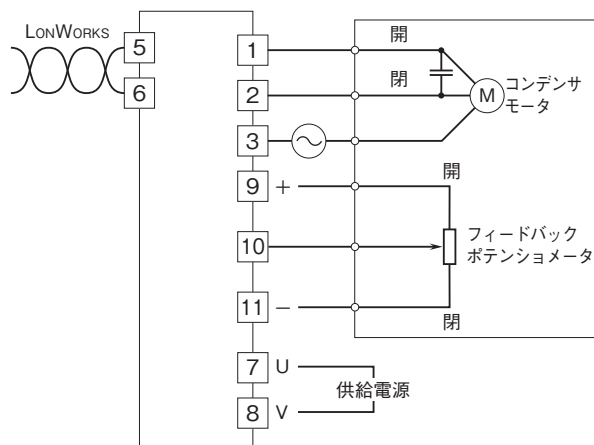 LONWORKS
5
6
1
開
2
閉
M
コンデンサ
モータ
3
9
+
開
10
フィードバック
ポテンショメータ
11
−
閉
7
U
供給電源
8
V